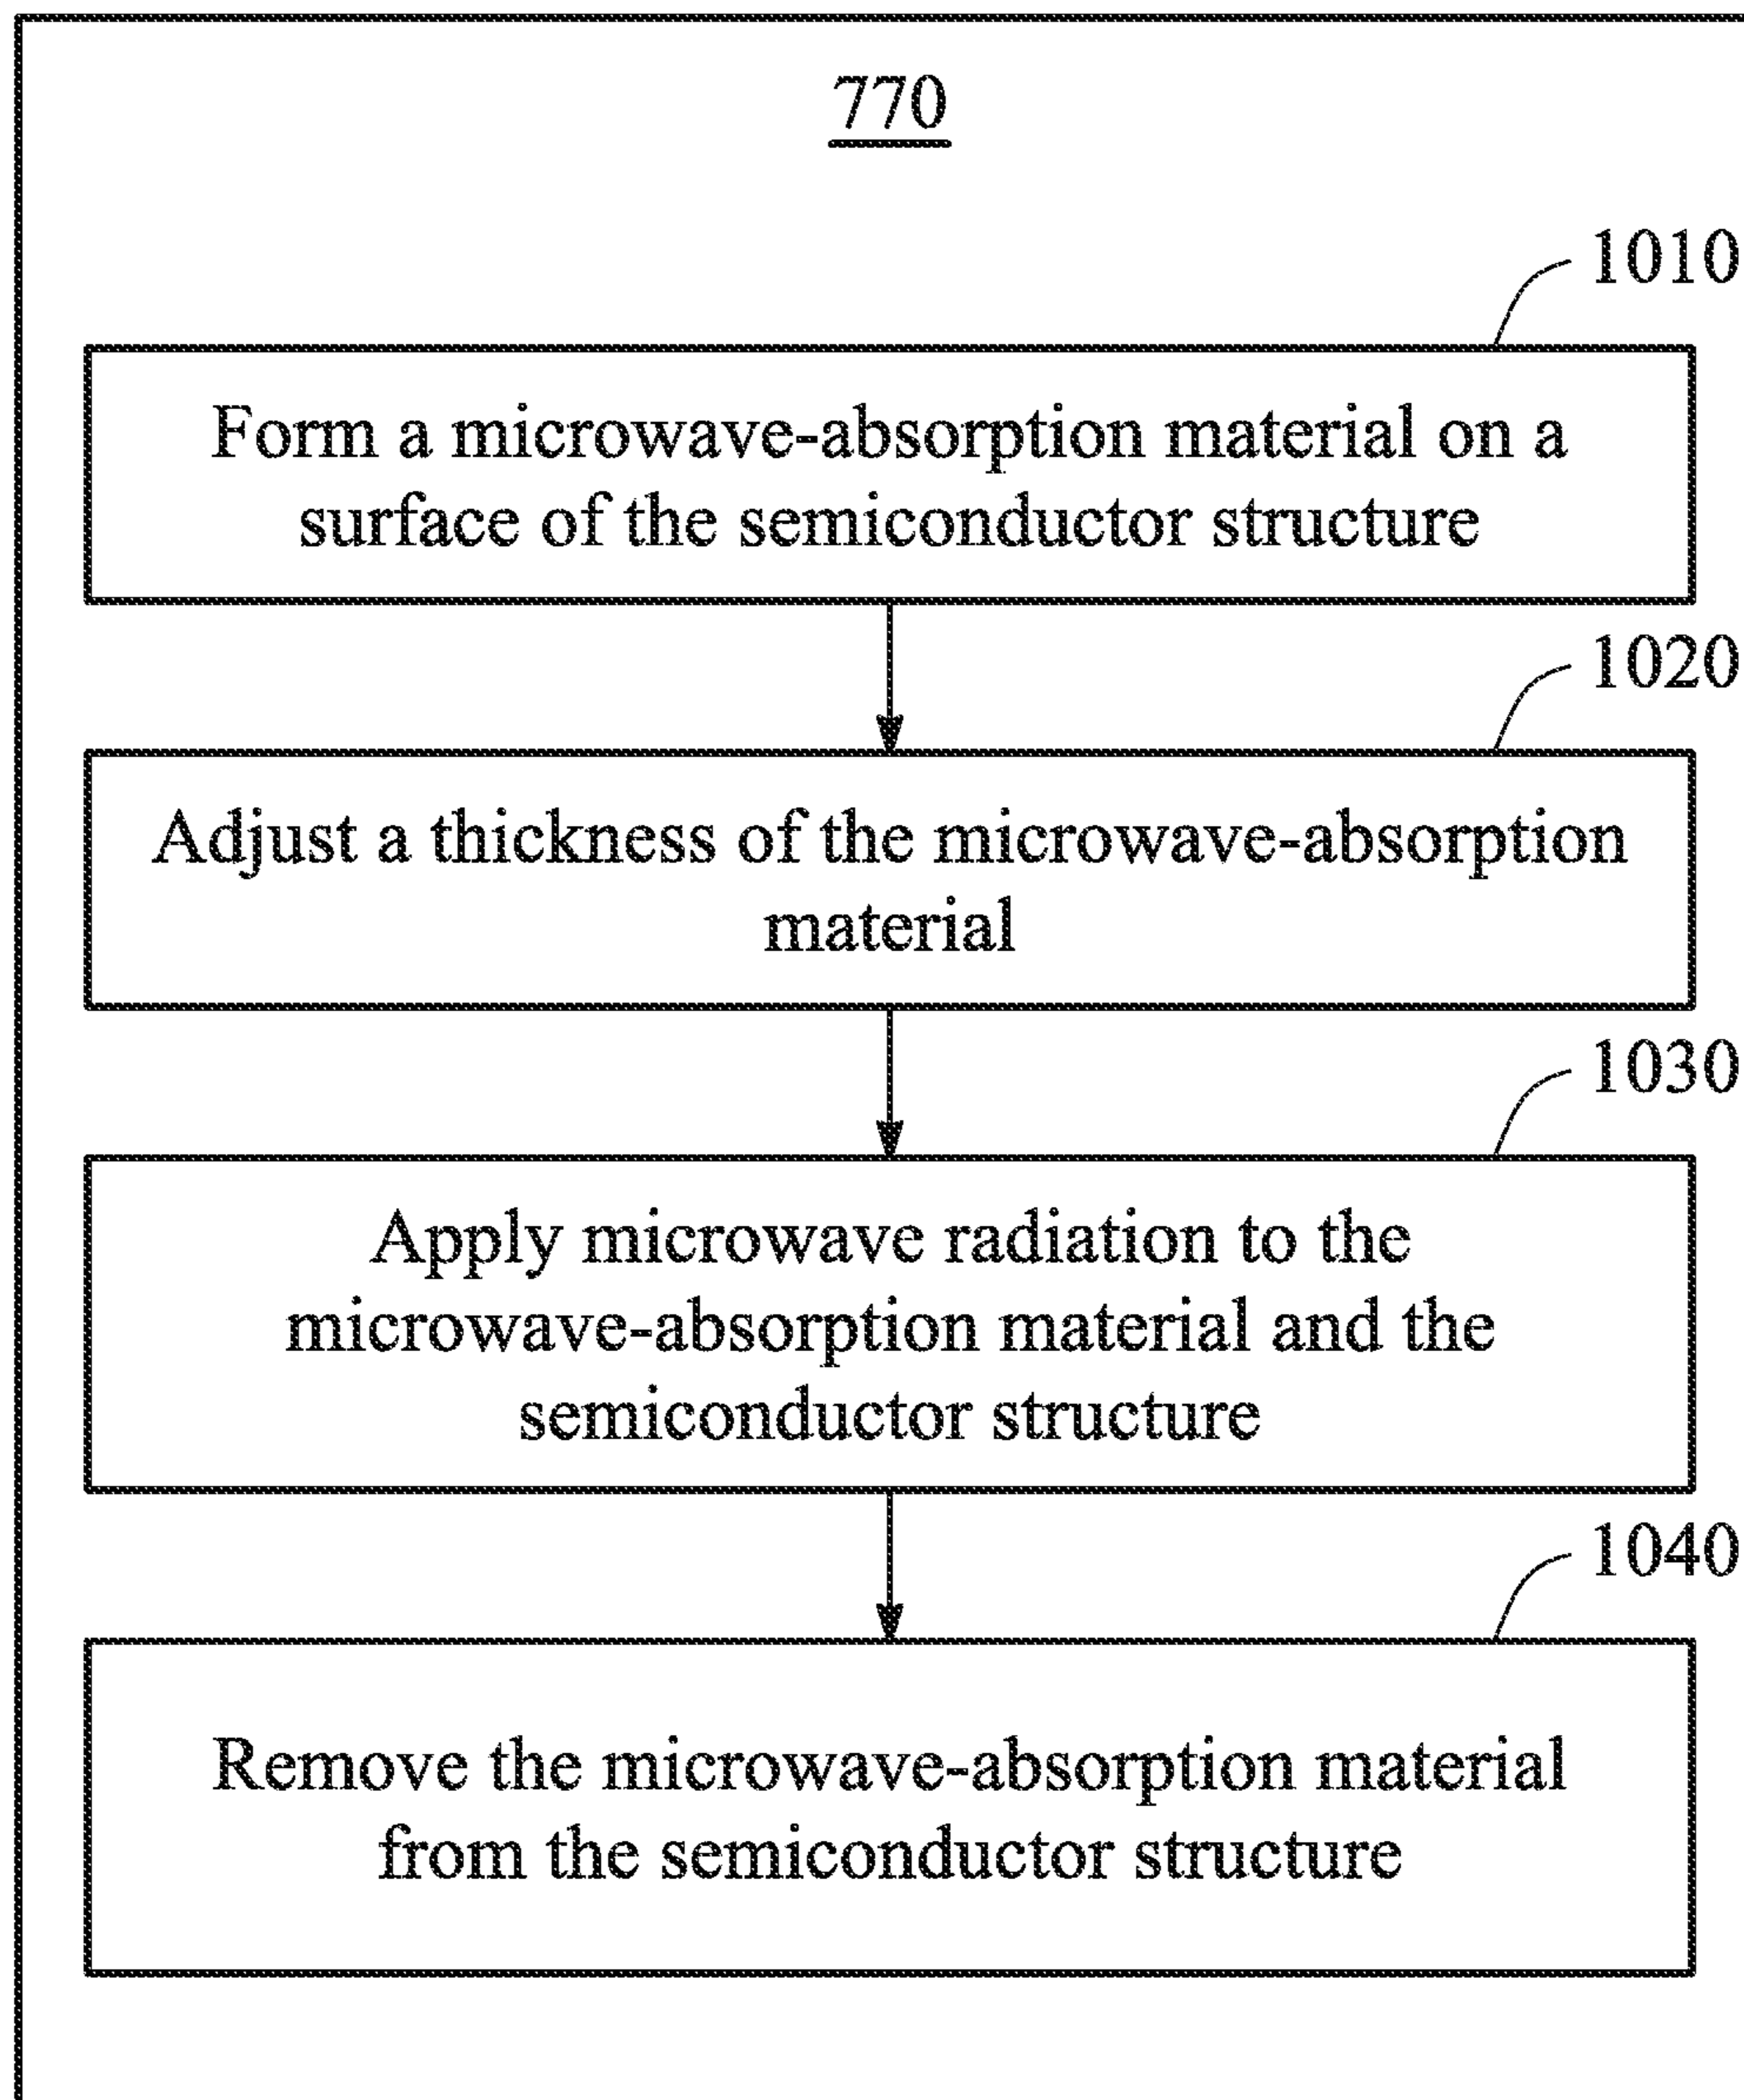 770
1010
Form a microwave-absorption material on a
surface of the semiconductor structure
1020
Adjust a thickness of the microwave-absorption
material
1030
Apply microwave radiation to the
microwave-absorption material and the
semiconductor structure
1040
Remove the microwave-absorption material
from the semiconductor structure